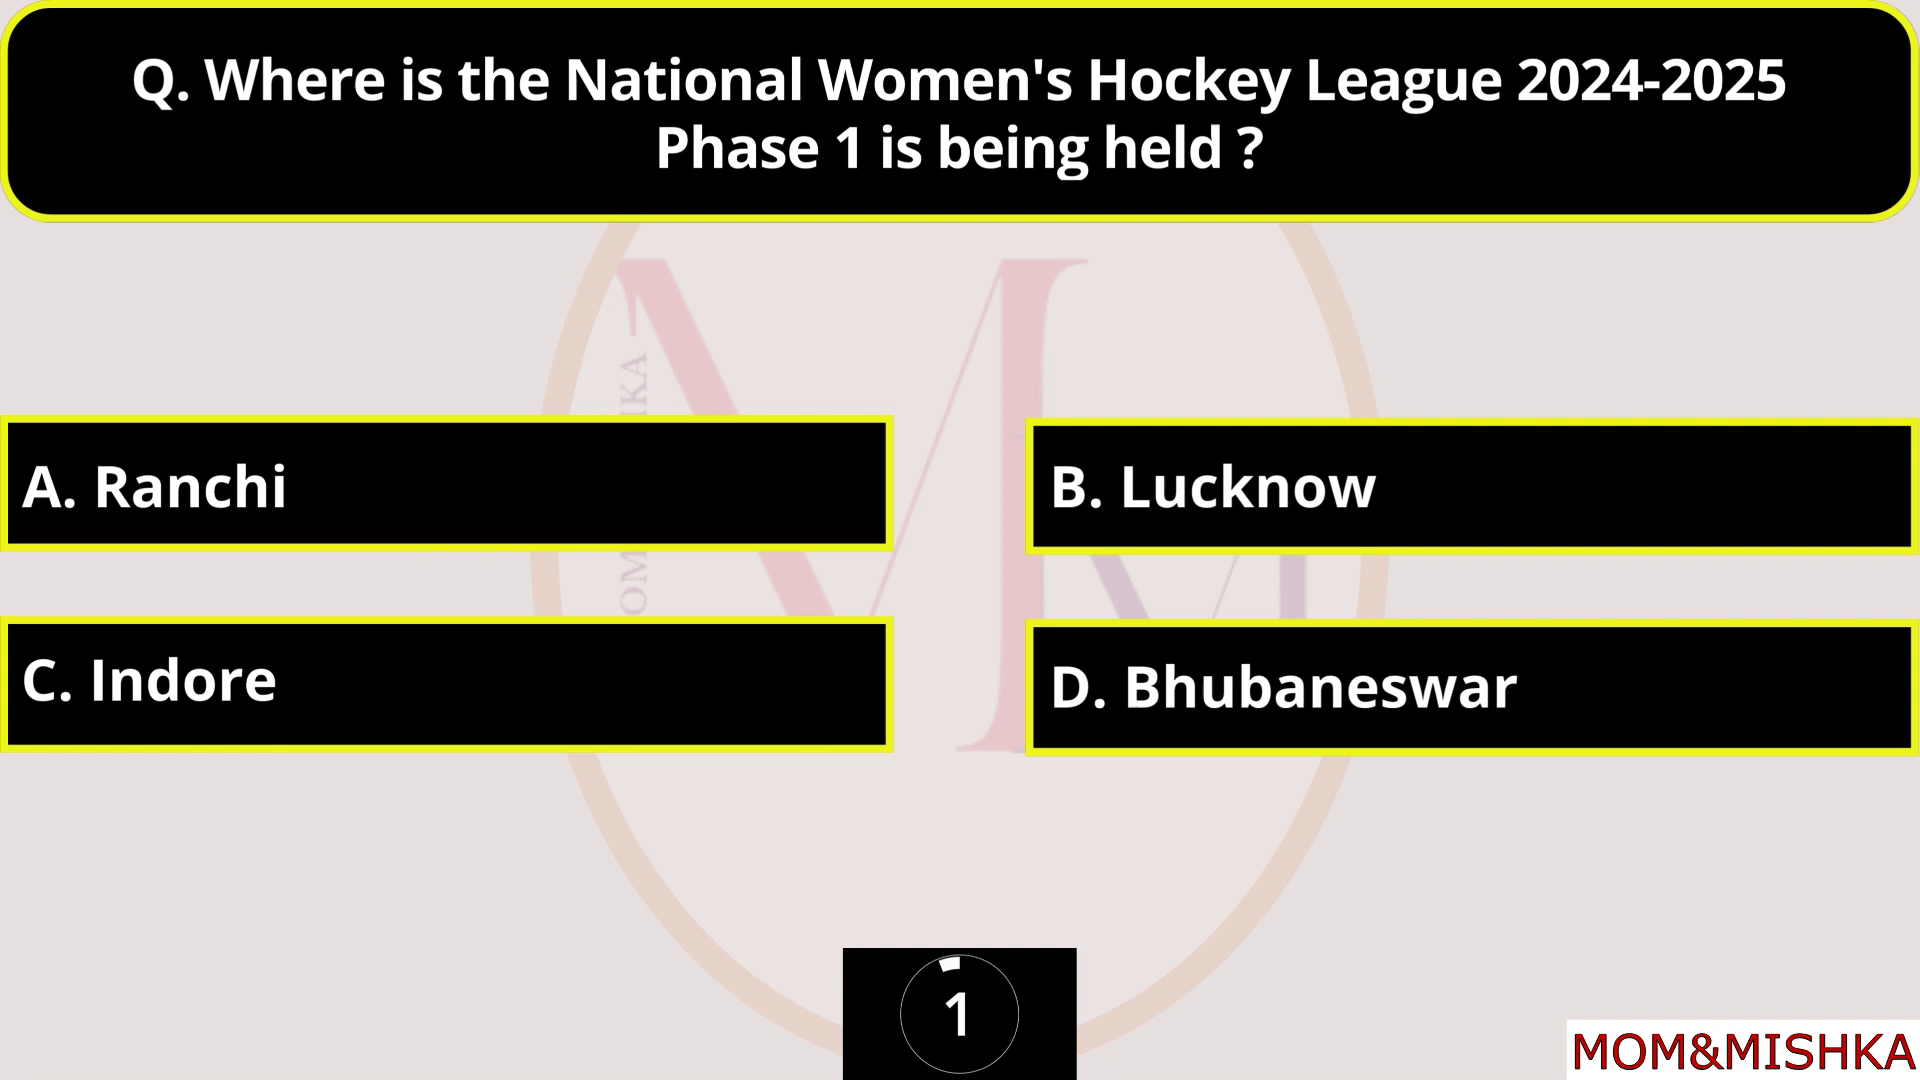 Q. Where is the National Women's Hockey League 2024-2025
Phase 1 is being held ?
A. Ranchi
B. Lucknow
C. Indore
D. Bhubaneswar
1
MOM&MISHKA